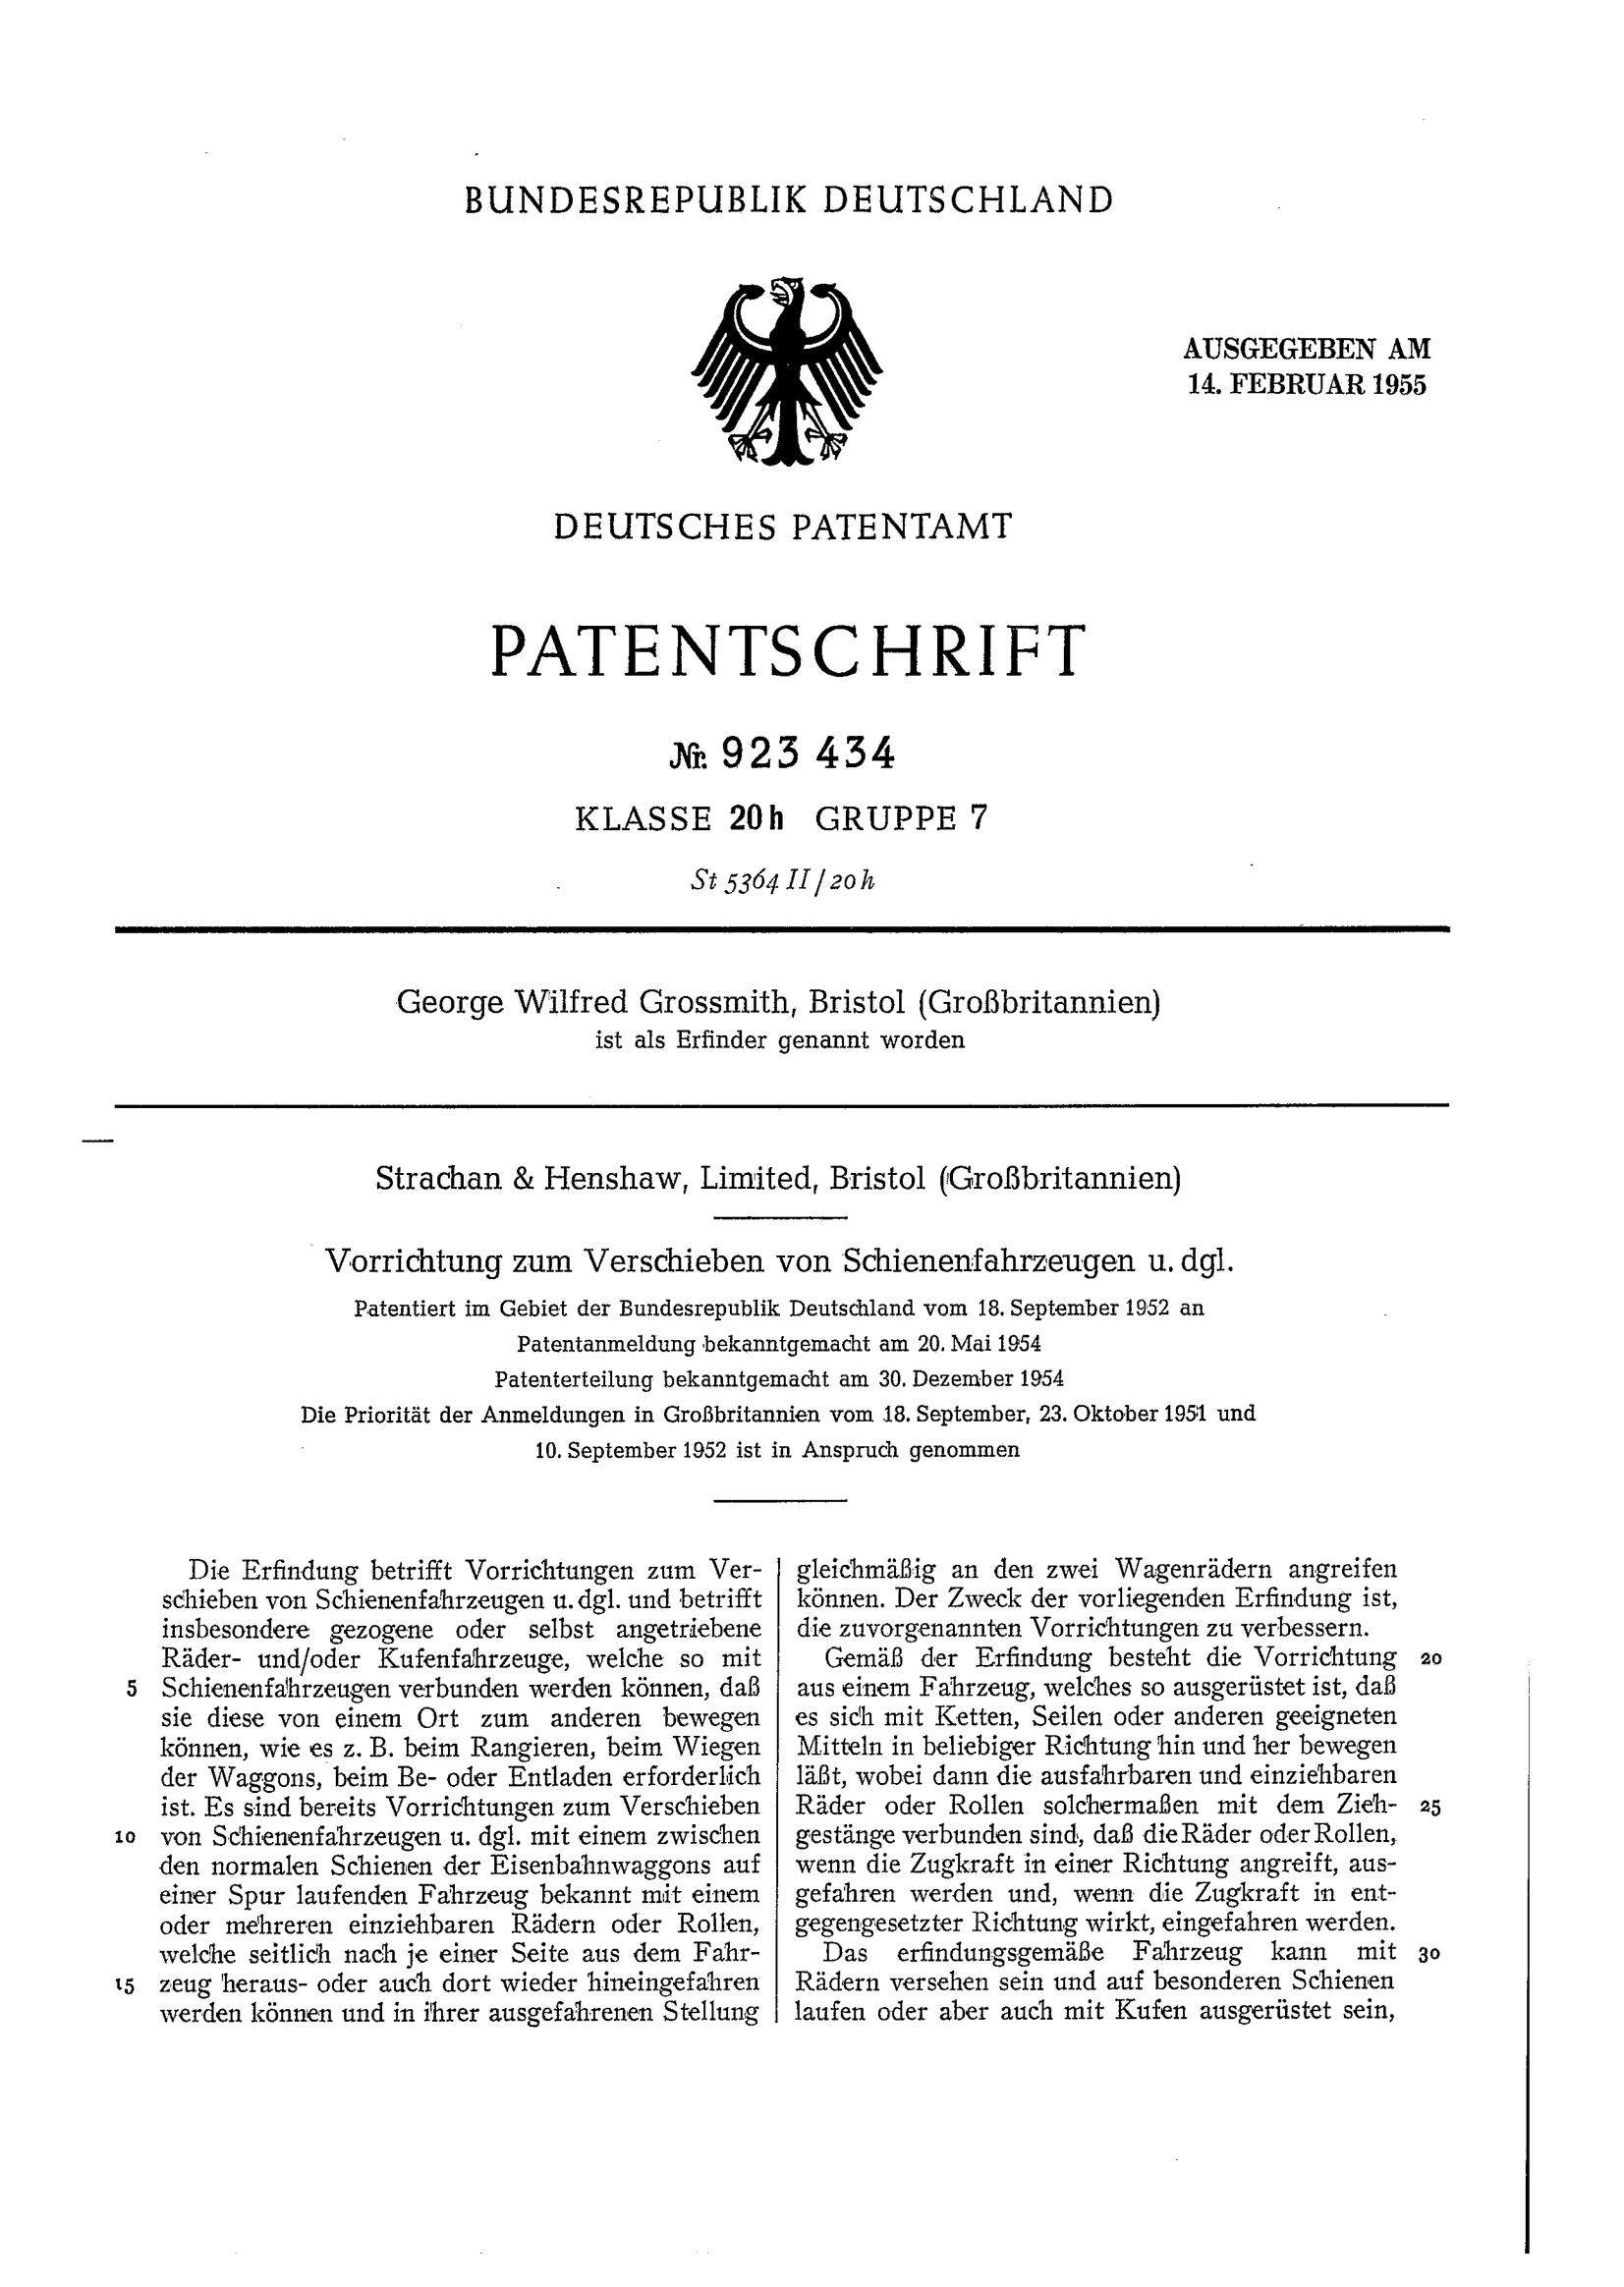 BUNDESREPUBLIK DEUTSCHLAND
AUSGEGEBEN AM
14. FEBRUAR 1955
DEUTSCHES PATENTAMT
PATENTSCHRIFT
Nr. 923 434
KLASSE 20h GRUPPE 7
St 5364 II / 20 h
George Wilfred Grossmith, Bristol (Großbritannien)
ist als Erfinder genannt worden
Strachan & Henshaw, Limited, Bristol (Großbritannien)
Vorrichtung zum Verschieben von Schienenfahrzeugen u. dgl.
Patentiert im Gebiet der Bundesrepublik Deutschland vom 18. September 1952 an
Patentanmeldung bekanntgemacht am 20. Mai 1954
Patenterteilung bekanntgemacht am 30. Dezember 1954
Die Priorität der Anmeldungen in Großbritannien vom 18. September, 23. Oktober 1951 und
10. September 1952 ist in Anspruch genommen
Die Erfindung betrifft Vorrichtungen zum Ver-
schieben von Schienenfahrzeugen u. dgl. und betrifft
insbesondere gezogene oder selbst angetriebene
Räder- und/oder Kufenfahrzeuge, welche so mit
5 Schienenfahrzeugen verbunden werden können, daß
sie diese von einem Ort zum anderen bewegen
können, wie es z. B. beim Rangieren, beim Wiegen
der Waggons, beim Be- oder Entladen erforderlich
ist. Es sind bereits Vorrichtungen zum Verschieben
10 von Schienenfahrzeugen u. dgl. mit einem zwischen
den normalen Schienen der Eisenbahnwaggons auf
einer Spur laufenden Fahrzeug bekannt mit einem
oder mehreren einziehbaren Rädern oder Rollen,
welche seitlich nach je einer Seite aus dem Fahr-
15 zeug heraus- oder auch dort wieder hineingefahren
werden können und in ihrer ausgefahrenen Stellung
gleichmäßig an den zwei Wagenrädern angreifen
können. Der Zweck der vorliegenden Erfindung ist,
die zuvorgenannten Vorrichtungen zu verbessern.
Gemäß der Erfindung besteht die Vorrichtung 20
aus einem Fahrzeug, welches so ausgerüstet ist, daß
es sich mit Ketten, Seilen oder anderen geeigneten
Mitteln in beliebiger Richtung hin und her bewegen
läßt, wobei dann die ausfahrbaren und einziehbaren
Räder oder Rollen solchermaßen mit dem Zieh- 25
gestänge verbunden sind, daß die Räder oder Rollen,
wenn die Zugkraft in einer Richtung angreift, aus-
gefahren werden und, wenn die Zugkraft in ent-
gegengesetzter Richtung wirkt, eingefahren werden.
Das erfindungsgemäße Fahrzeug kann mit 30
Rädern versehen sein und auf besonderen Schienen
laufen oder aber auch mit Kufen ausgerüstet sein,